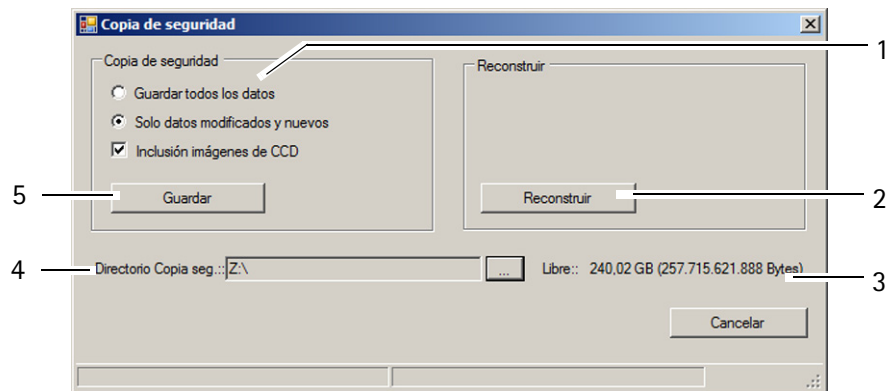 Copia de seguridad
1
Copia de seguridad
Reconstruir
Guardar todos los datos
Solo datos modificados y nuevos
Inclusión imágenes de CCD
5
Guardar
Reconstruir
2
4
Directorio Copia seg.::
Z:\
...
Libre:: 240,02 GB (257.715.621.888 Bytes)
3
Cancelar